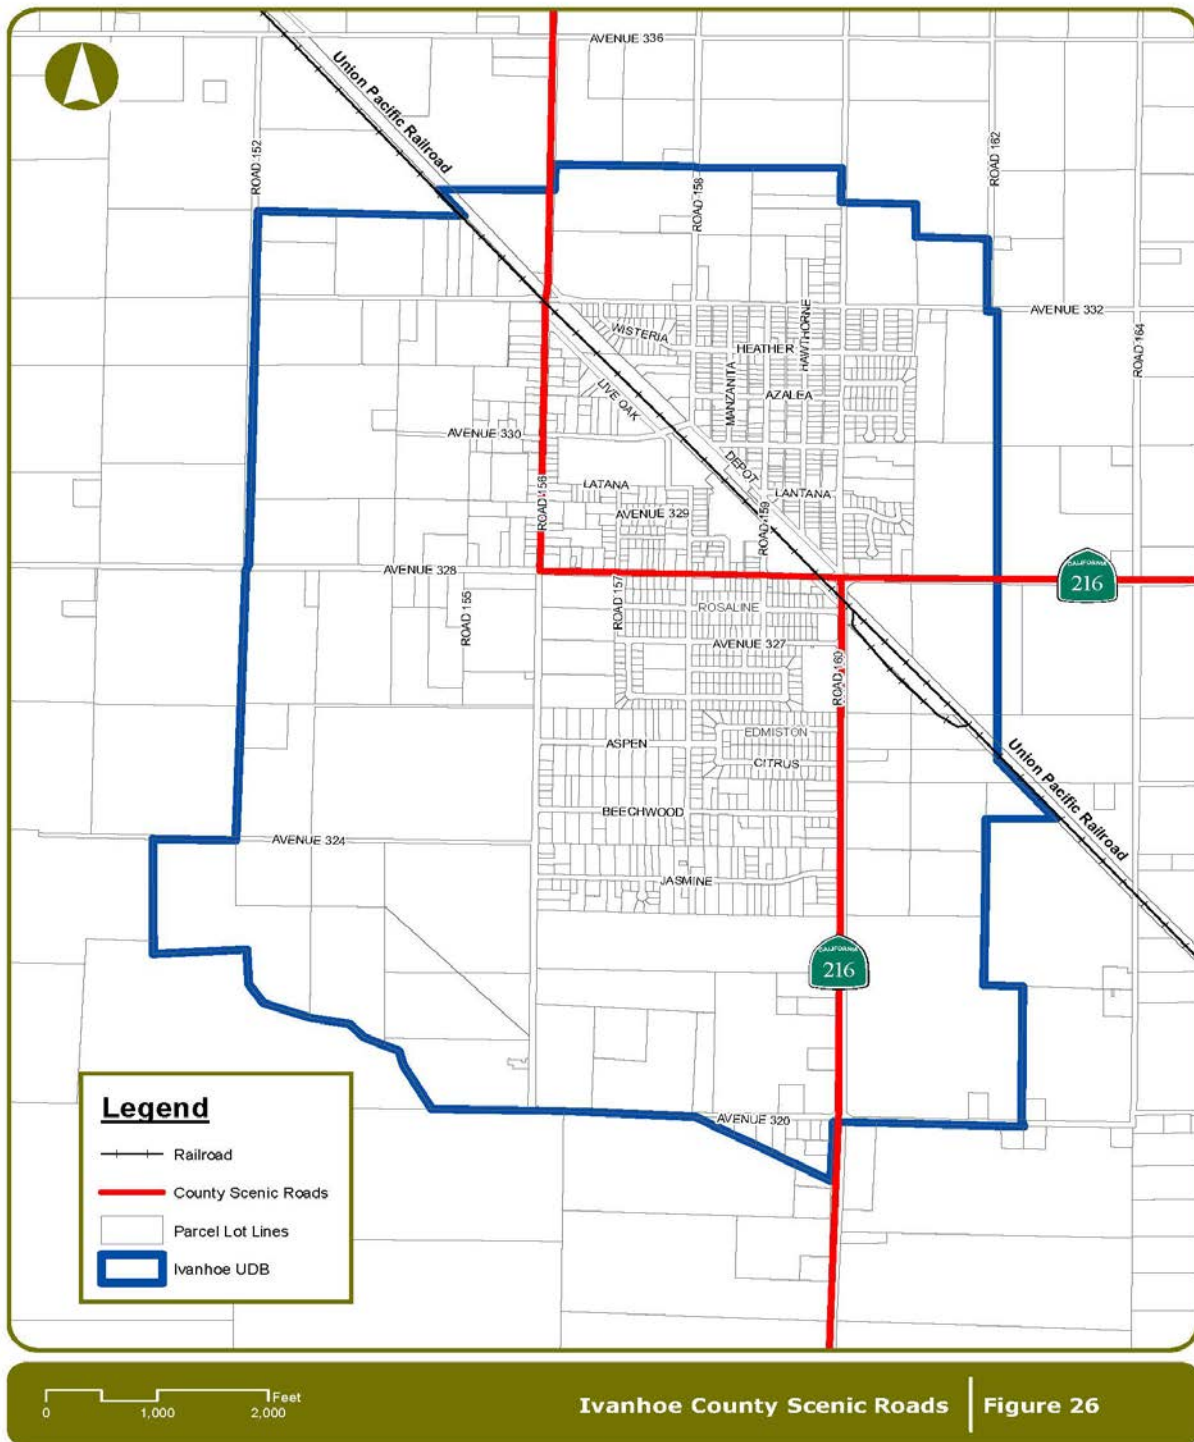 AVENUE 336
Union Pacific Railroad
ROAD 152
ROAD 158
ROAD 162
AVENUE 332
ROAD 164
WISTERIA
HEATHER
HAWTHORNE
MANZANITA
AZALEA
LIVE OAK
AVENUE 330
DEPOT
LATANA
LANTANA
ROAD 156
AVENUE 329
ROAD 159
AVENUE 328
CALIFORNIA
216
ROAD 155
ROAD 157
ROSALINE
AVENUE 327
ROAD 160
EDMISTON
ASPEN
CITRUS
Union Pacific Railroad
BEECHWOOD
AVENUE 324
JASMINE
CALIFORNIA
216
AVENUE 320
Legend
Railroad
County Scenic Roads
Parcel Lot Lines
Ivanhoe UDB
Feet
0 1,000 2,000
Ivanhoe County Scenic Roads Figure 26